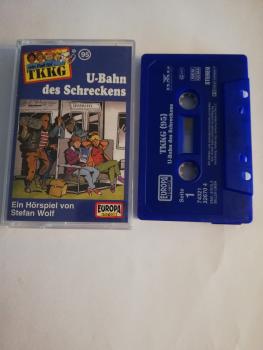 TKKG
95
U-Bahn
des Schreckens
Ein Hörspiel von
Stefan Wolf
EUROPA
TKKG (95)
U-Bahn des Schreckens
STEREO
EUROPA
Seite
1
74321